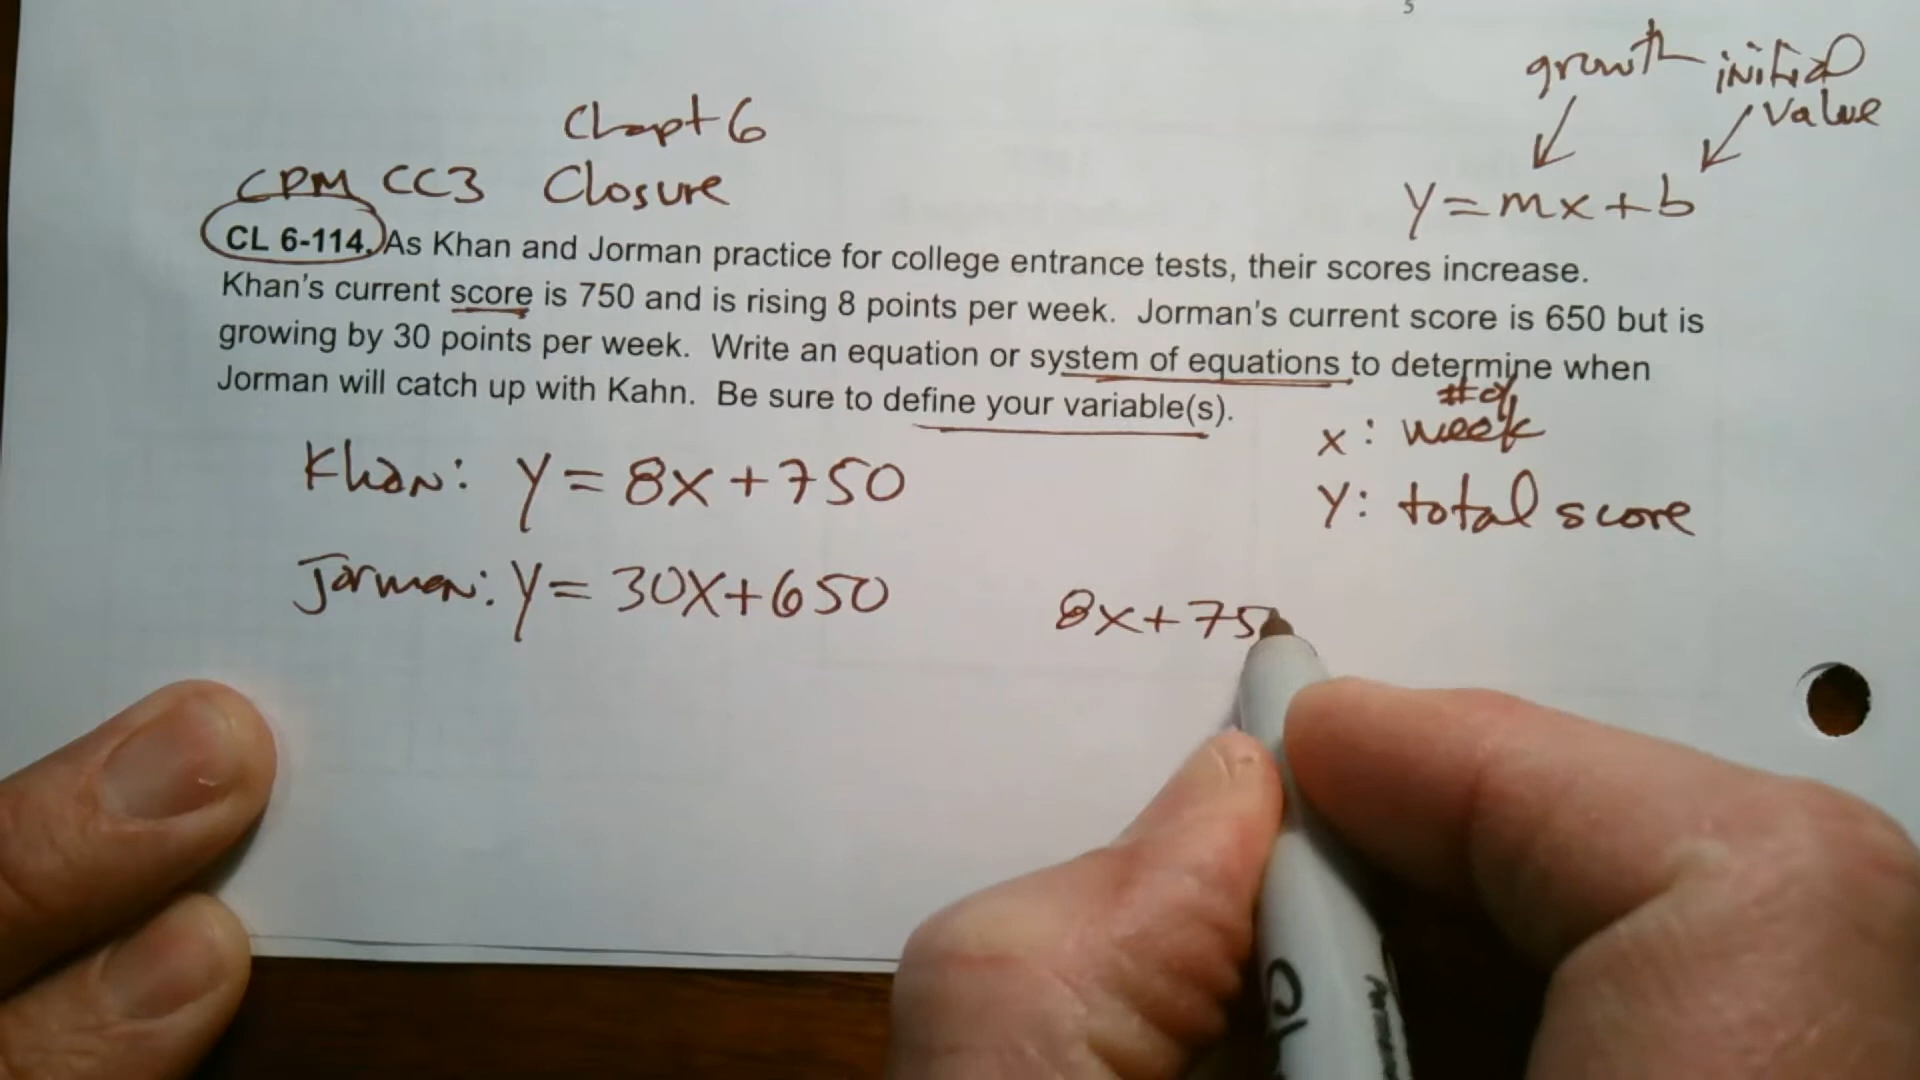 5
growth initial
value
y=mx+b
Chapt 6
CPM CC3 Closure
CL 6-114. As Khan and Jorman practice for college entrance tests, their scores increase.
Khan's current score is 750 and is rising 8 points per week. Jorman's current score is 650 but is
growing by 30 points per week. Write an equation or system of equations to determine when
Jorman will catch up with Kahn. Be sure to define your variable(s).
# of
x: week
y: total score
Khan: y=8x+750
Jorman: y=30x+650
8x+75